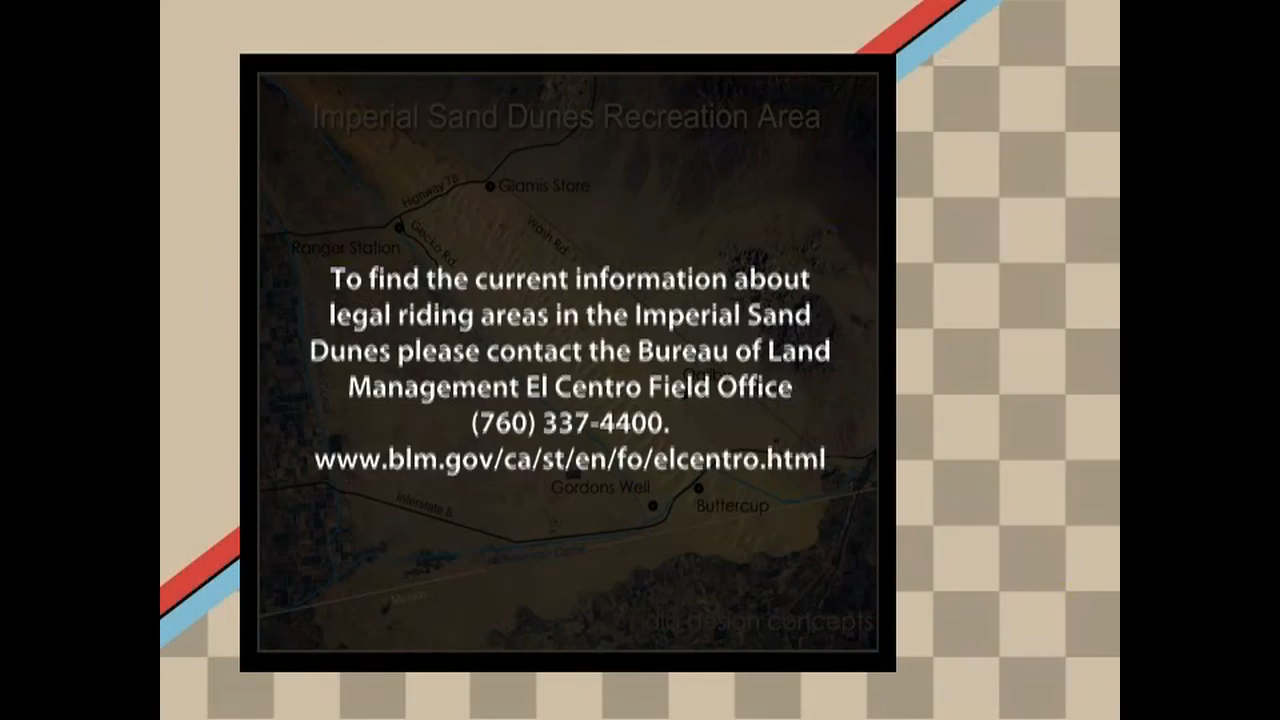 Imperial Sand Dunes Recreation Area
Highway 78
Glamis Store
Wash Rd.
Ranger Station
Gecko Rd.
To find the current information about
legal riding areas in the Imperial Sand
Dunes please contact the Bureau of Land
Management El Centro Field Office
(760) 337-4400.
www.blm.gov/ca/st/en/fo/elcentro.html
Gordons Well
Interstate 8
Buttercup
Mexico
design concepts